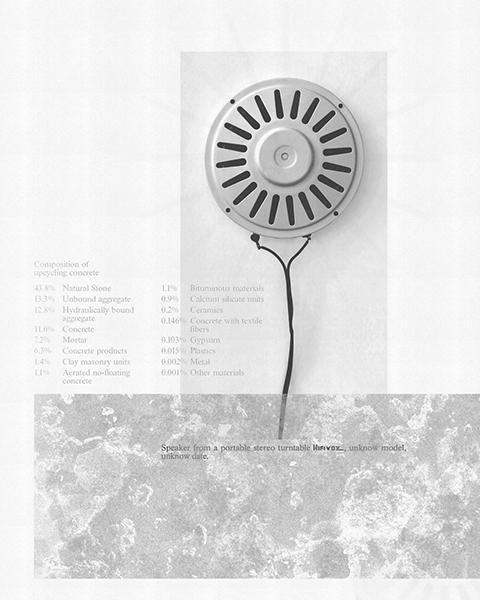 Composition of
upcycling concrete
43.8% Natural Stone
13.3% Unbound aggregate
12.8% Hydraulically bound
aggregate
11.6% Concrete
7.2% Mortar
6.3% Concrete products
1.4% Clay masonry units
1.1% Aerated no-floating
concrete
1.1% Bituminous materials
0.9% Calcium silicate units
0.2% Ceramics
0.146% Concrete with textile
fibers
0.103% Gypsum
0.015% Plastics
0.002% Metal
0.001% Other materials
Speaker from a portable stereo turntable , unknow model,
unknow date.